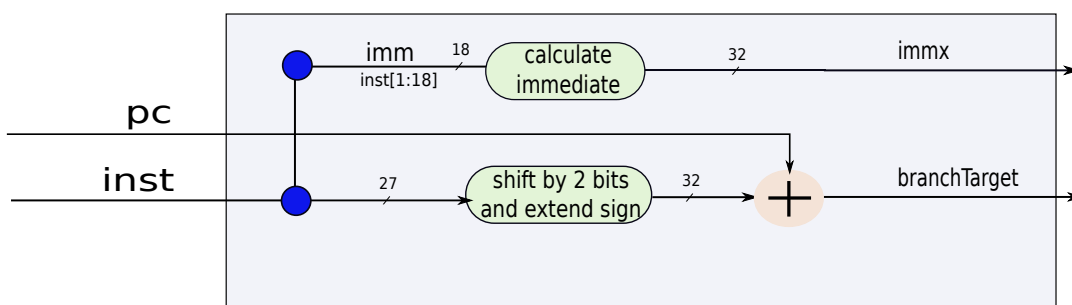 imm
18
inst[1:18]
calculate
immediate
32
immx
pc
inst
27
shift by 2 bits
and extend sign
32
+
branchTarget